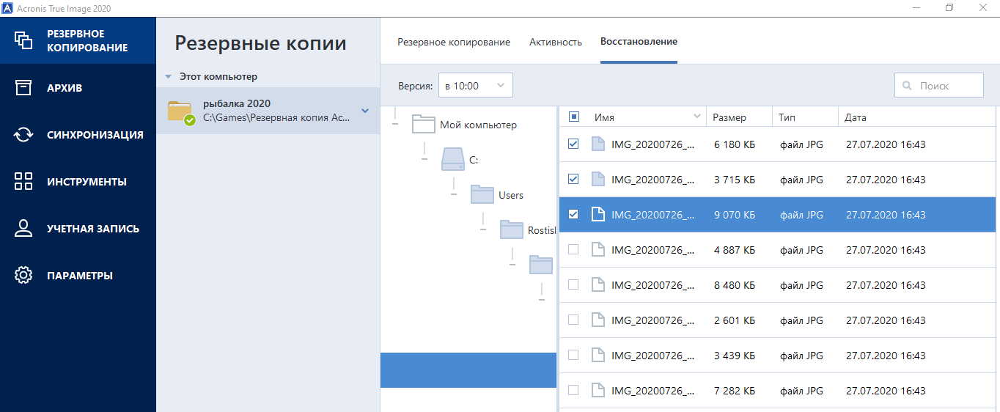 Acronis True Image 2020
РЕЗЕРВНОЕ
КОПИРОВАНИЕ
АРХИВ
СИНХРОНИЗАЦИЯ
ИНСТРУМЕНТЫ
УЧЕТНАЯ ЗАПИСЬ
ПАРАМЕТРЫ
Резервные копии
Этот компьютер
рыбалка 2020
C:\Games\Резервная копия Ac...
Резервное копирование Активность Восстановление
Версия: в 10:00 Поиск
Мой компьютер
C:
Users
Rostisl
Имя Размер Тип Дата
IMG_20200726_... 6 180 КБ файл JPG 27.07.2020 16:43
IMG_20200726_... 3 715 КБ файл JPG 27.07.2020 16:43
IMG_20200726_... 9 070 КБ файл JPG 27.07.2020 16:43
IMG_20200726_... 4 887 КБ файл JPG 27.07.2020 16:43
IMG_20200726_... 8 480 КБ файл JPG 27.07.2020 16:43
IMG_20200726_... 2 601 КБ файл JPG 27.07.2020 16:43
IMG_20200726_... 3 439 КБ файл JPG 27.07.2020 16:43
IMG_20200726_... 7 282 КБ файл JPG 27.07.2020 16:43